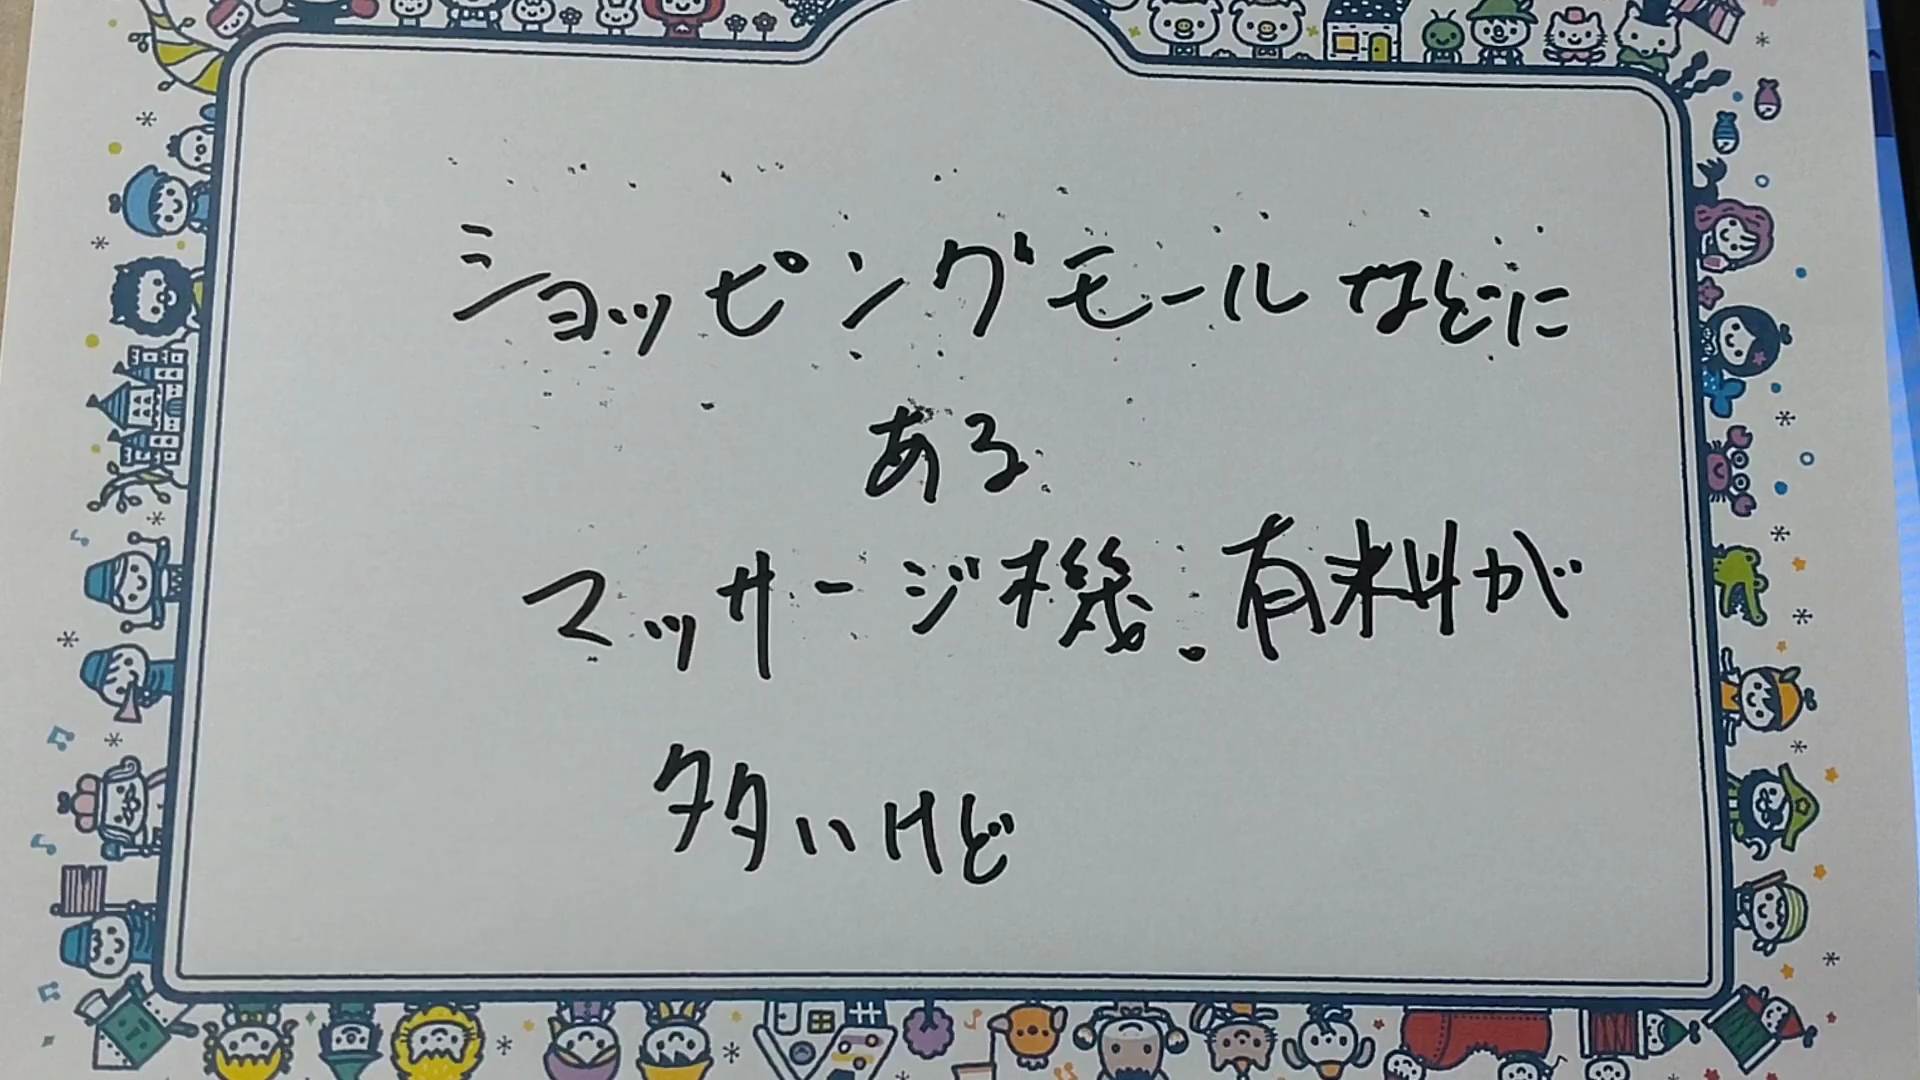 ショッピングモールなどに
ある
マッサージ機.有料が
多いけど